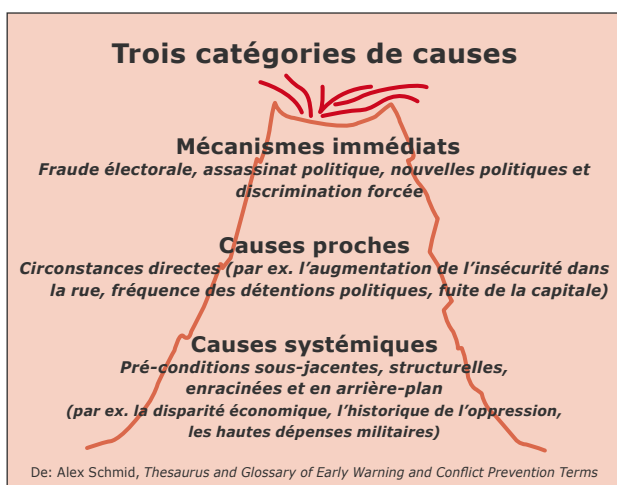 Trois catégories de causes
Mécanismes immédiats
Fraude électorale, assassinat politique, nouvelles politiques et
discrimination forcée
Causes proches
Circonstances directes (par ex. l’augmentation de l’insécurité dans
la rue, fréquence des détentions politiques, fuite de la capitale)
Causes systémiques
Pré-conditions sous-jacentes, structurelles,
enracinées et en arrière-plan
(par ex. la disparité économique, l’historique de l’oppression,
les hautes dépenses militaires)
De: Alex Schmid, Thesaurus and Glossary of Early Warning and Conflict Prevention Terms